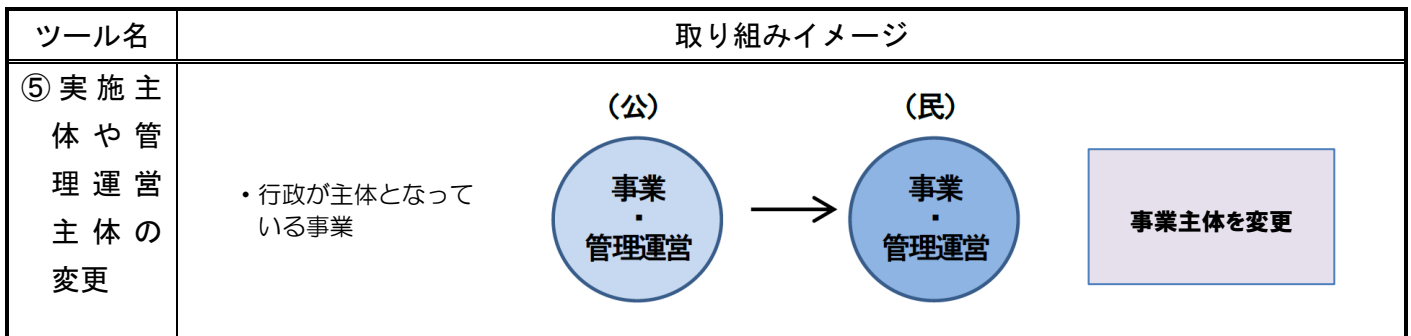 ツール名
取り組みイメージ
⑤実施主
体や管
理運営
主体の
変更
・行政が主体となって
いる事業
（公）
事業
・
管理運営
（民）
事業
・
管理運営
事業主体を変更